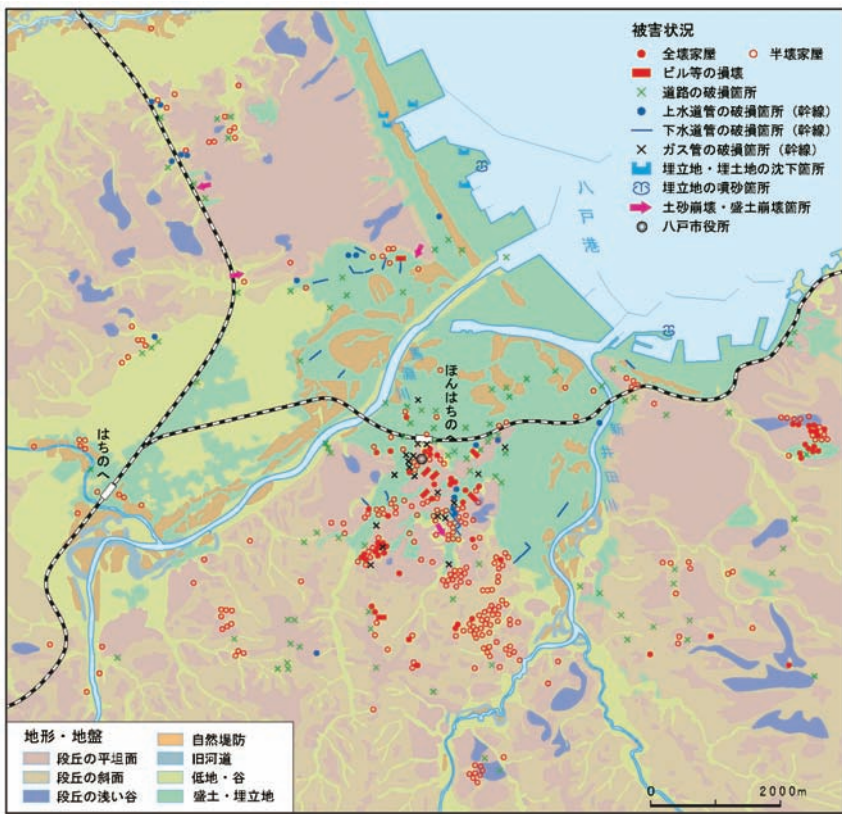 被害状況
全壊家屋
半壊家屋
ビル等の損壊
道路の破損箇所
上水道管の破損箇所(幹線)
下水道管の破損箇所(幹線)
ガス管の破損箇所(幹線)
埋立地・埋土地の沈下箇所
埋立地の噴砂箇所
土砂崩壊・盛土崩壊箇所
八戸市役所
八戸港
馬淵川
ほんはちのへ
はちのへ
新井田川
地形・地盤
段丘の平坦面
段丘の斜面
段丘の浅い谷
自然堤防
旧河道
低地・谷
盛土・埋立地
0 2000m